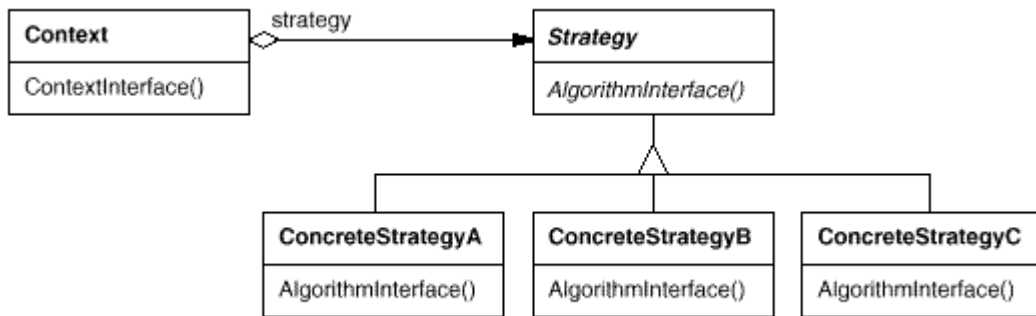 strategy
Context
Strategy
ContextInterface()
AlgorithmInterface()
ConcreteStrategyA
ConcreteStrategyB
ConcreteStrategyC
AlgorithmInterface()
AlgorithmInterface()
AlgorithmInterface()